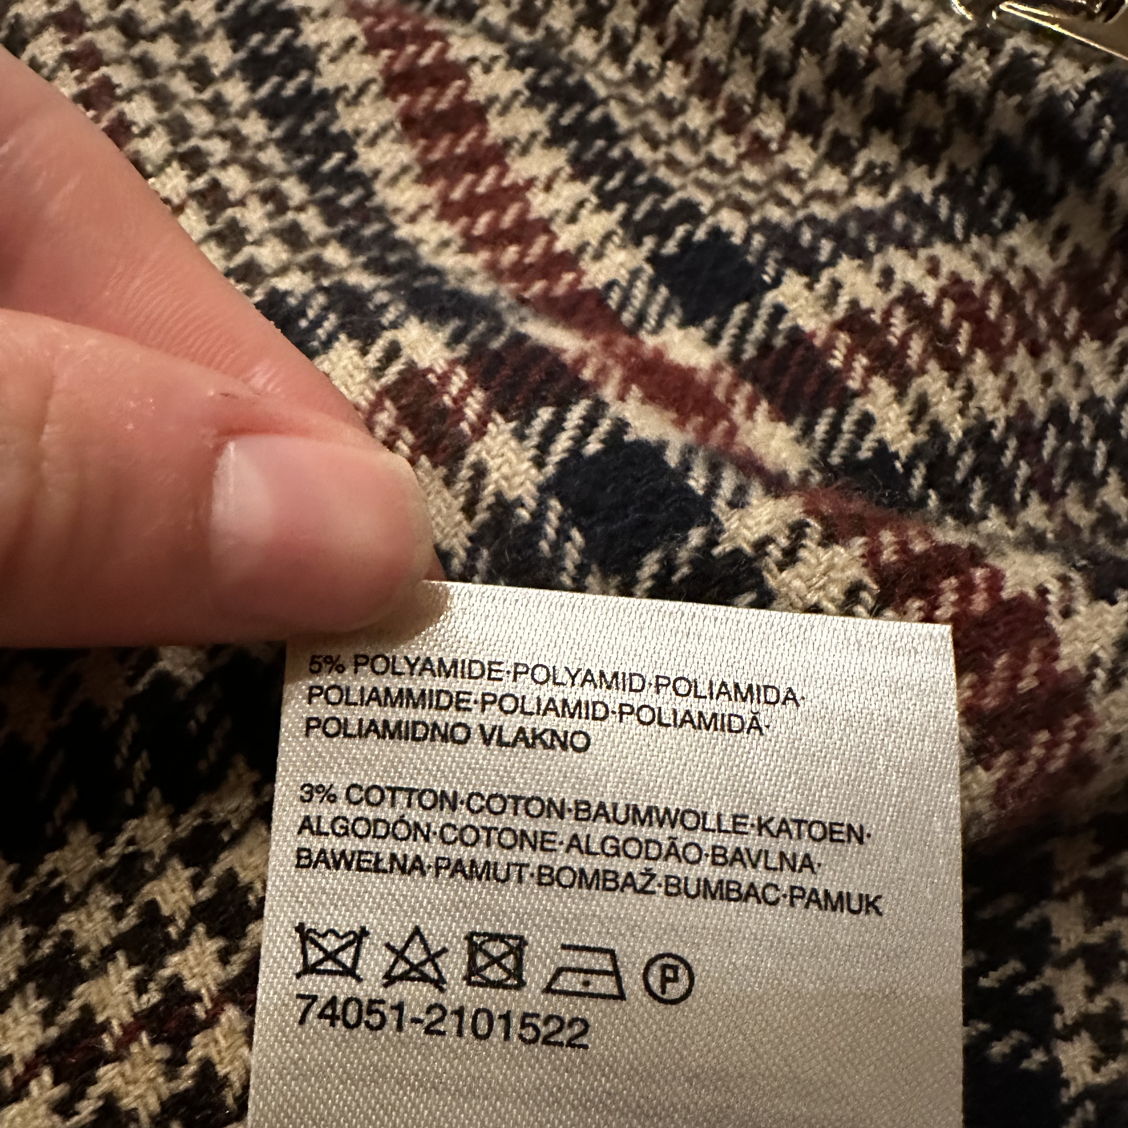 5% POLYAMIDE·POLYAMID·POLIAMIDA·
POLIAMMIDE·POLIAMID·POLIAMIDĂ·
POLIAMIDNO VLAKNO
3% COTTON·COTON·BAUMWOLLE·KATOEN·
ALGODÓN·COTONE·ALGODÃO·BAVLNA·
BAWEŁNA·PAMUT·BOMBAŽ·BUMBAC·PAMUK
P
74051-2101522